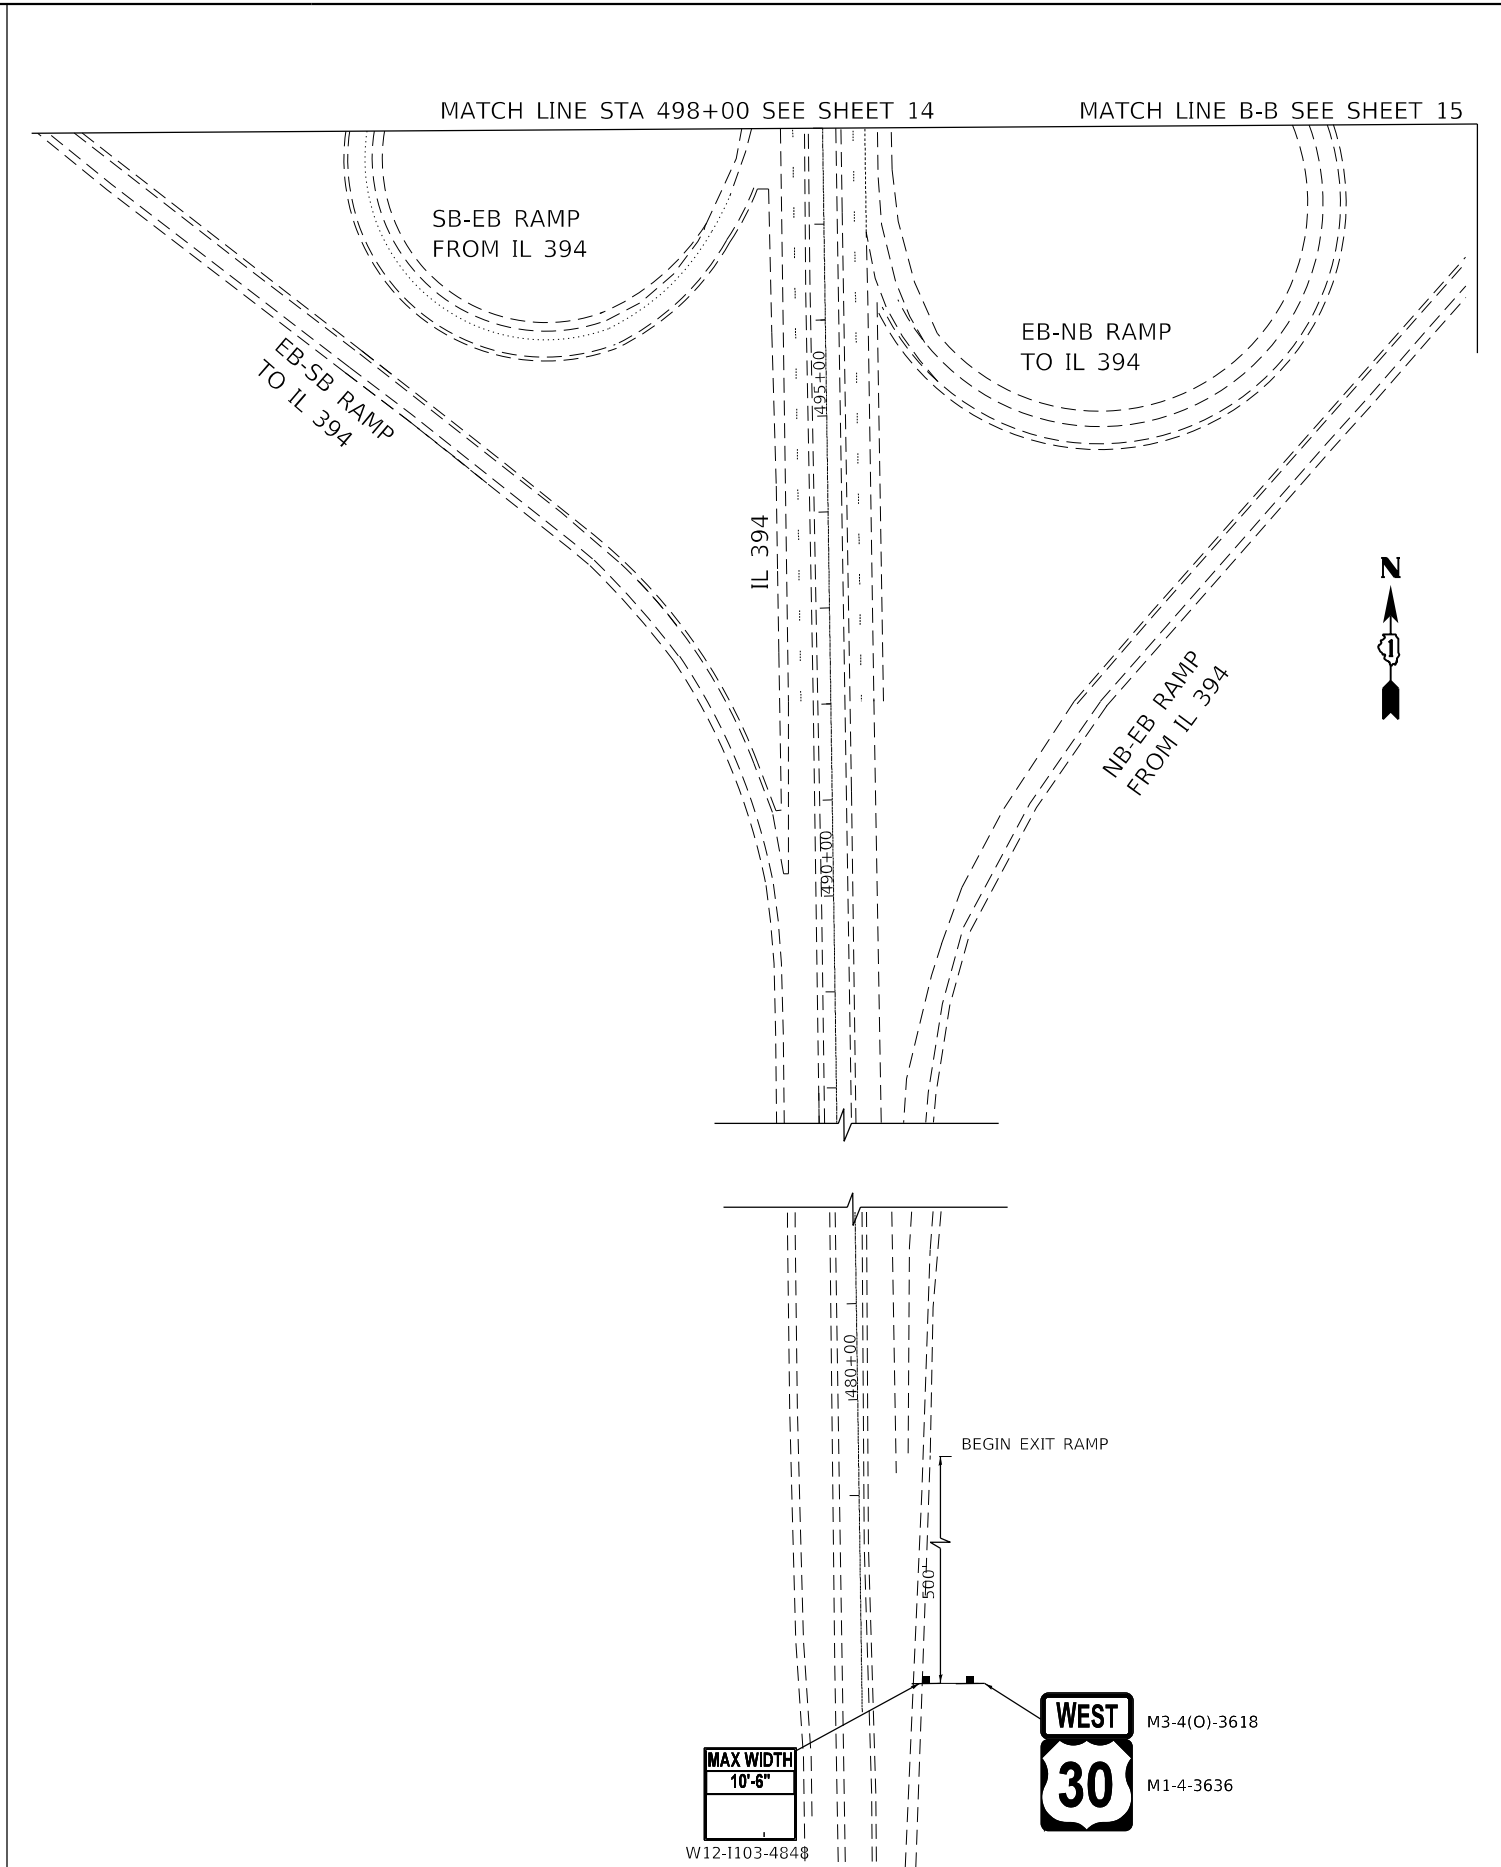 MATCH LINE STA 498+00 SEE SHEET 14
MATCH LINE B-B SEE SHEET 15
SB-EB RAMP
FROM IL 394
EB-NB RAMP
TO IL 394
EB-SB RAMP
TO IL 394
495+00
IL 394
N
1
NB-EB RAMP
FROM IL 394
490+00
480+00
BEGIN EXIT RAMP
500'
WEST
M3-4(O)-3618
MAX WIDTH
10'-6"
30
M1-4-3636
W12-I103-4848